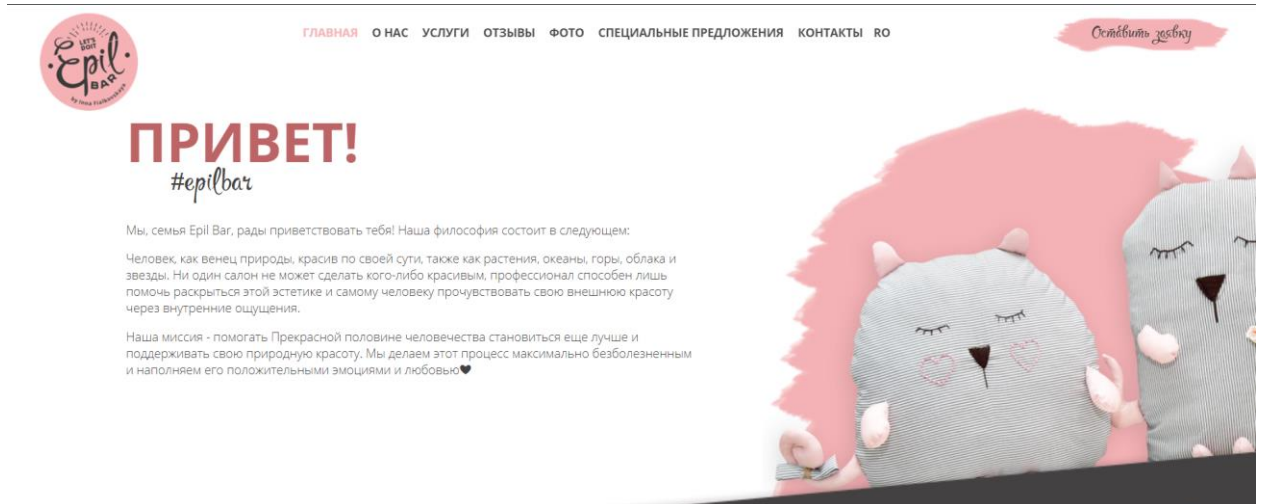 LET'S DO IT
Epil
BAR
by Inna Fialkovskaya
ГЛАВНАЯ О НАС УСЛУГИ ОТЗЫВЫ ФОТО СПЕЦИАЛЬНЫЕ ПРЕДЛОЖЕНИЯ КОНТАКТЫ RO
Оставить заявку
ПРИВЕТ!
#epilbar
Мы, семья Epil Bar, рады приветствовать тебя! Наша философия состоит в следующем:
Человек, как венец природы, красив по своей сути, также как растения, океаны, горы, облака и
звезды. Ни один салон не может сделать кого-либо красивым, профессионал способен лишь
помочь раскрыться этой эстетике и самому человеку прочувствовать свою внешнюю красоту
через внутренние ощущения.
Наша миссия - помогать Прекрасной половине человечества становиться еще лучше и
поддерживать свою природную красоту. Мы делаем этот процесс максимально безболезненным
и наполняем его положительными эмоциями и любовью🖤